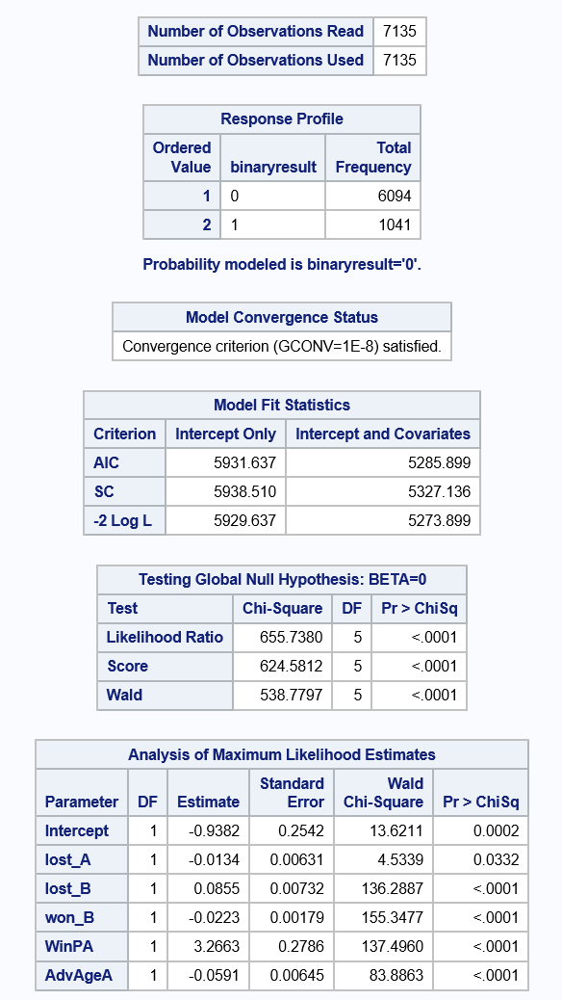 Number of Observations Read 7135
Number of Observations Used 7135
Response Profile
Ordered Value binaryresult Total Frequency
1 0 6094
2 1 1041
Probability modeled is binaryresult='0'.
Model Convergence Status
Convergence criterion (GCONV=1E-8) satisfied.
Model Fit Statistics
Criterion Intercept Only Intercept and Covariates
AIC 5931.637 5285.899
SC 5938.510 5327.136
-2 Log L 5929.637 5273.899
Testing Global Null Hypothesis: BETA=0
Test Chi-Square DF Pr > ChiSq
Likelihood Ratio 655.7380 5 <.0001
Score 624.5812 5 <.0001
Wald 538.7797 5 <.0001
Analysis of Maximum Likelihood Estimates
Parameter DF Estimate Standard Error Wald Chi-Square Pr > ChiSq
Intercept 1 -0.9382 0.2542 13.6211 0.0002
lost_A 1 -0.0134 0.00631 4.5339 0.0332
lost_B 1 0.0855 0.00732 136.2887 <.0001
won_B 1 -0.0223 0.00179 155.3477 <.0001
WinPA 1 3.2663 0.2786 137.4960 <.0001
AdvAgeA 1 -0.0591 0.00645 83.8863 <.0001